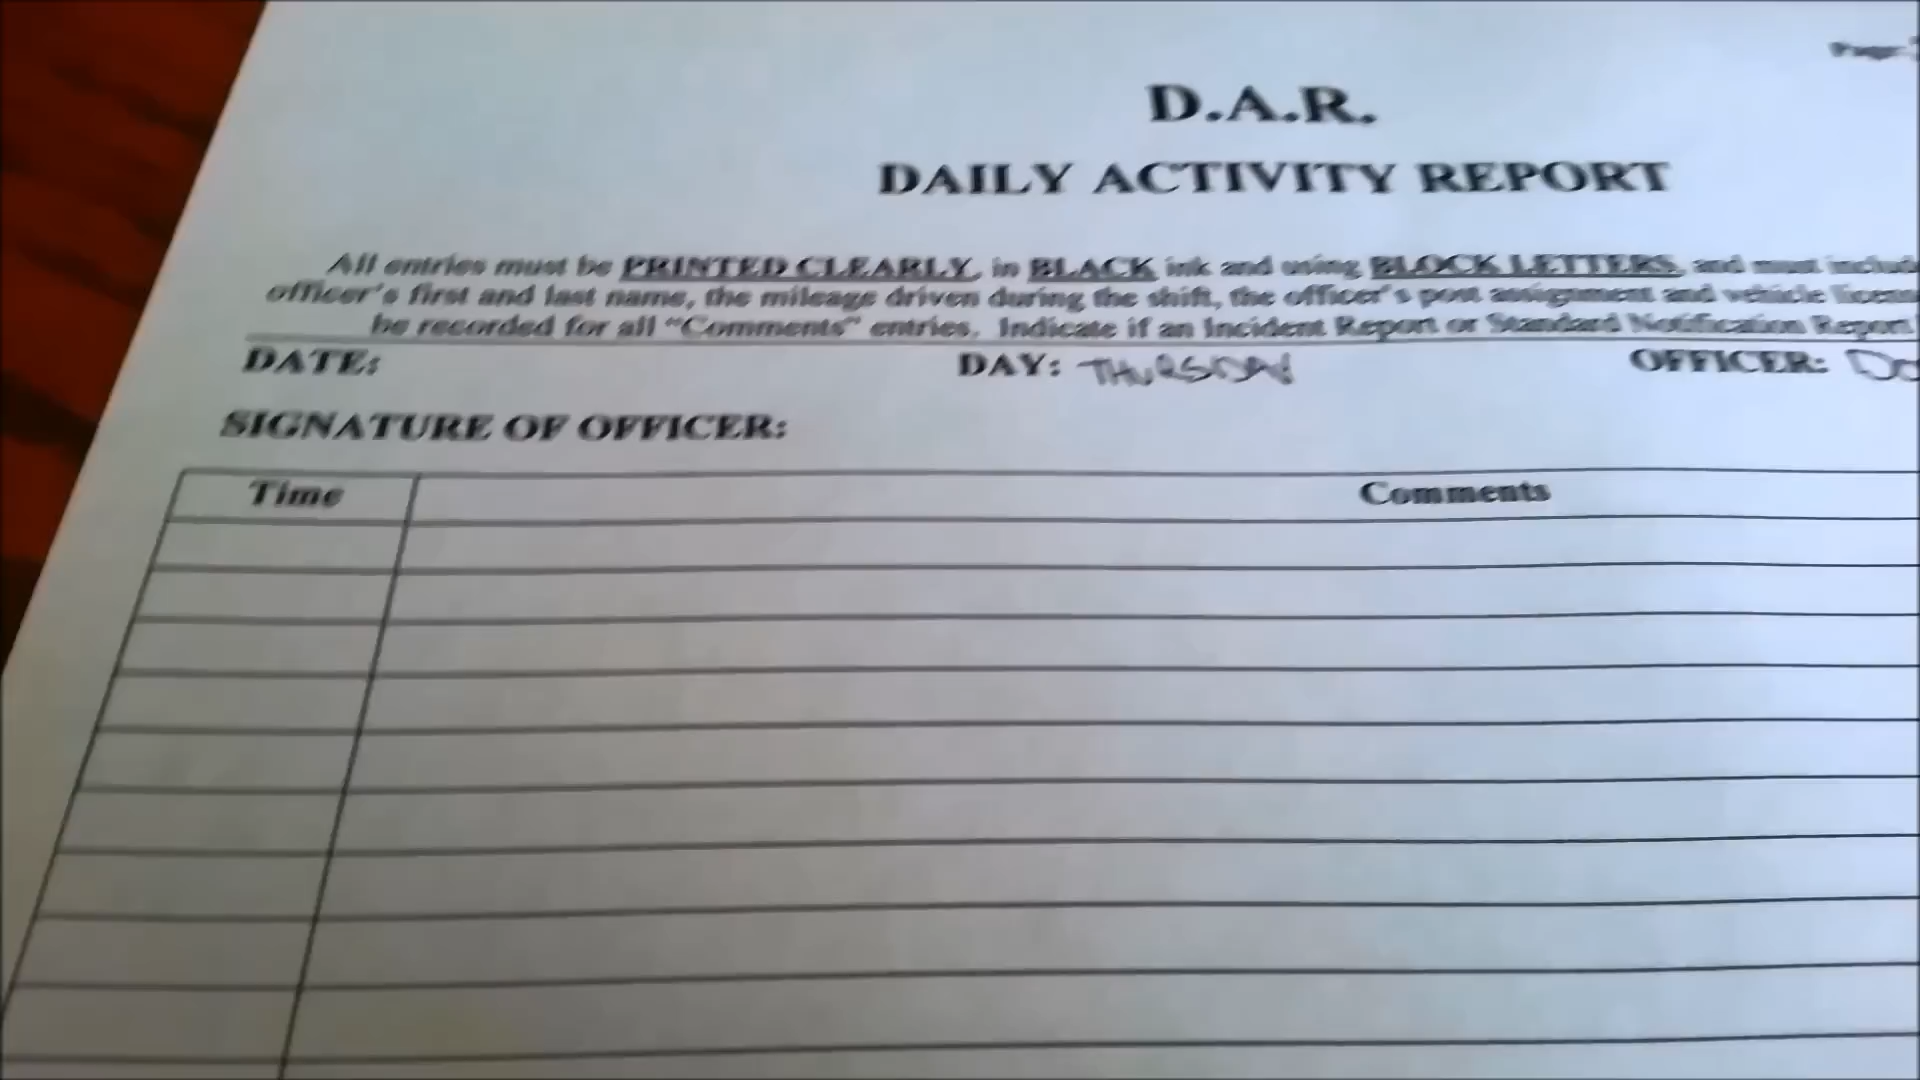 Page:
D.A.R.
DAILY ACTIVITY REPORT
All entries must be PRINTED CLEARLY, in BLACK ink and using BLOCK LETTERS, and must
officer's first and last name, the mileage driven during the shift, the officer's post assignment and vehicle
be recorded for all "Comments" entries. Indicate if an Incident Report or Standard Notification Report
DATE: DAY: THURSDAY OFFICER:
SIGNATURE OF OFFICER:
Time Comments